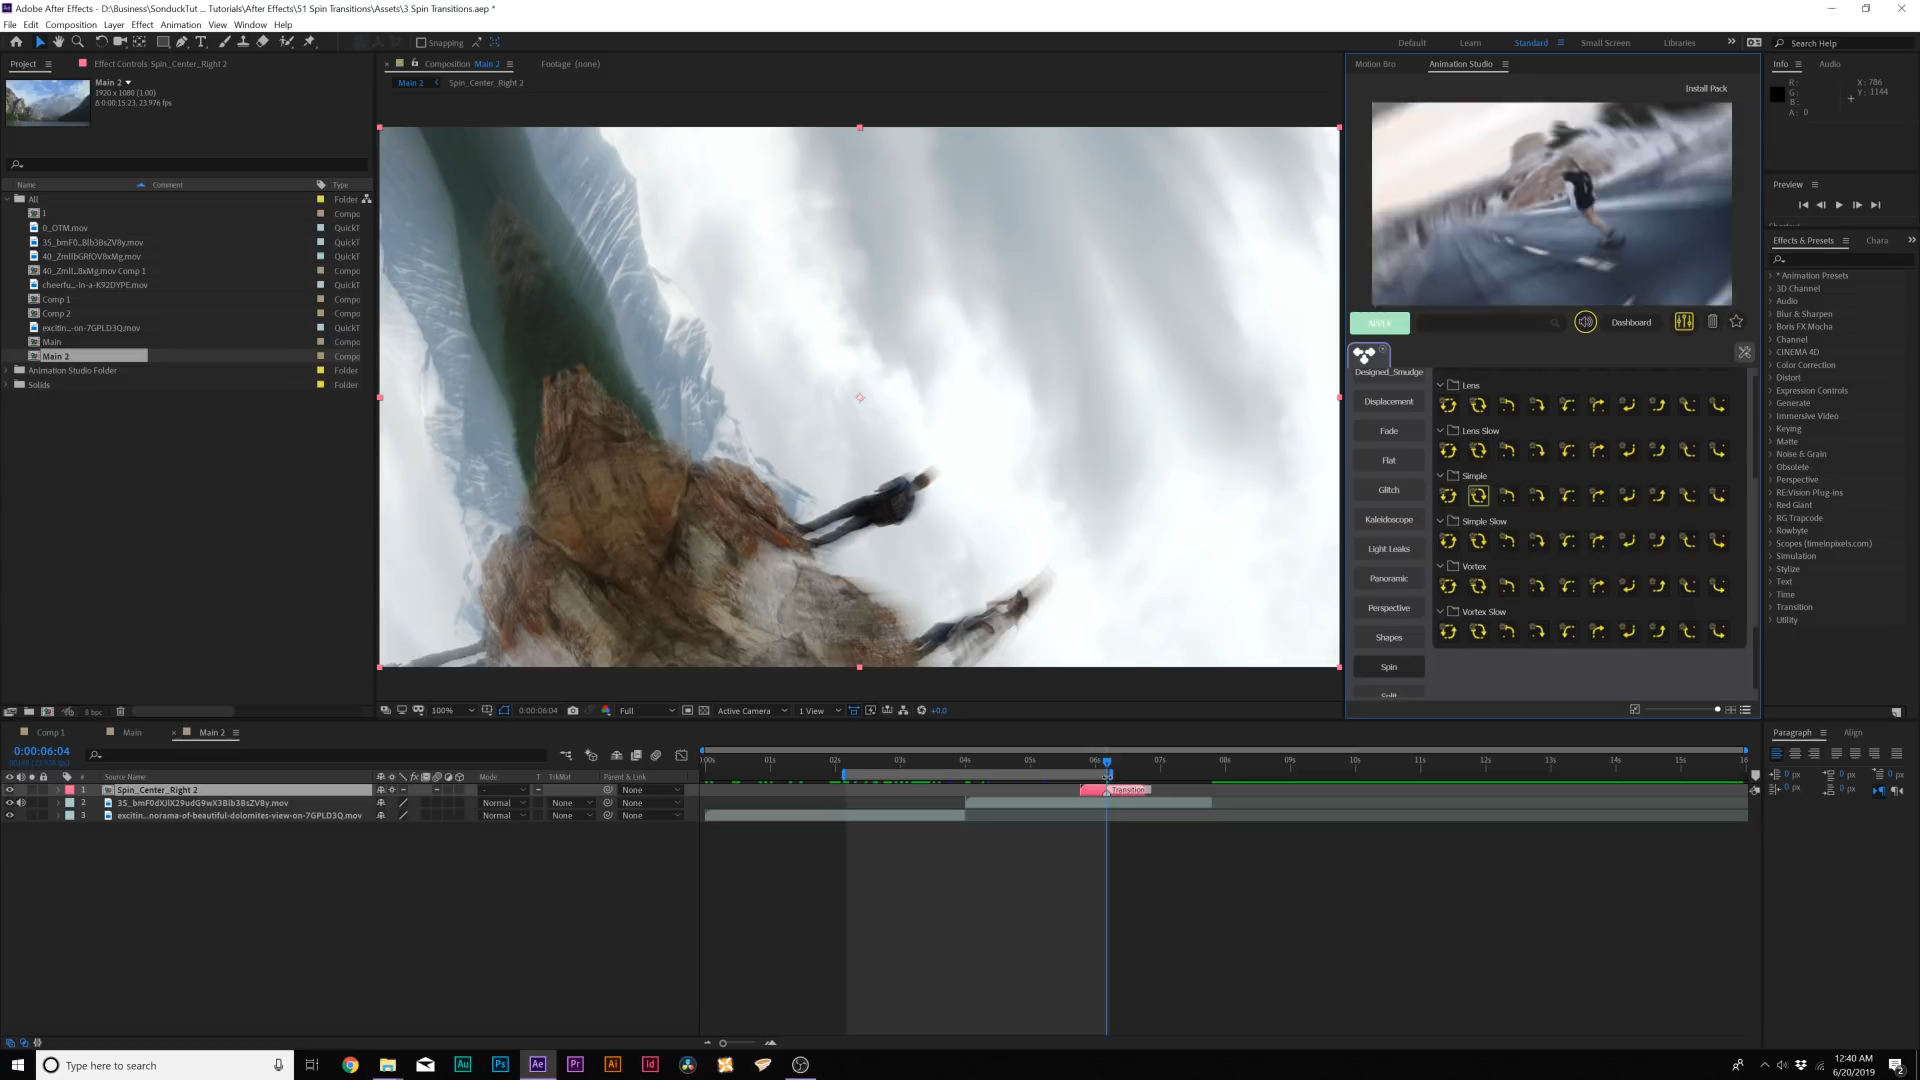 Adobe After Effects - D:\Business\SonduckTut ... Tutorials\After Effects\51 Spin Transitions\Assets\3 Spin Transitions.aep *
File Edit Composition Layer Effect Animation View Window Help
Snapping
Default Learn Standard Small Screen Libraries Search Help
Project Effect Controls Spin_Center_Right 2
Composition Main 2 Footage (none)
Motion Bro Animation Studio
Info Audio
Main 2
1920 x 1080 (1.00)
Δ 0:00:15:23, 23.976 fps
Main 2 Spin_Center_Right 2
Install Pack
R:
G:
B:
A: 0
X: 786
Y: 1144
Name Comment Type
All Folder
1 Compo
0_OTM.mov QuickT
35_bmF0...Blb3BsZV8y.mov QuickT
40_ZmllbGRfOV8xMg.mov QuickT
40_Zmll...8xMg.mov Comp 1 Compo
cheerfu...-in-a-K92DYPE.mov QuickT
Comp 1 Compo
Comp 2 Compo
excitin...-on-7GPLD3Q.mov QuickT
Main Compo
Main 2 Compo
Animation Studio Folder Folder
Solids Folder
8 bpc
100% 0:00:06:04 Full Active Camera 1 View +0.0
APPLY Dashboard
Designed_Smudge
Displacement
Fade
Flat
Glitch
Kaleidoscope
Light Leaks
Panoramic
Perspective
Shapes
Spin
Split
Lens
Lens Slow
Simple
Simple Slow
Vortex
Vortex Slow
Preview
Effects & Presets Chara
* Animation Presets
3D Channel
Audio
Blur & Sharpen
Boris FX Mocha
Channel
CINEMA 4D
Color Correction
Distort
Expression Controls
Generate
Immersive Video
Keying
Matte
Noise & Grain
Obsolete
Perspective
RE:Vision Plug-ins
Red Giant
RG Trapcode
Rowbyte
Scopes (timeinpixels.com)
Simulation
Stylize
Text
Time
Transition
Utility
Comp 1 Main Main 2
0:00:06:04
# Source Name Mode T TrkMat Parent & Link
1 Spin_Center_Right 2 - None
2 35_bmF0dXJlX29udG9wX3Blb3BsZV8y.mov Normal None None
3 excitin...norama-of-beautiful-dolomites-view-on-7GPLD3Q.mov Normal None None
):00s 01s 02s 03s 04s 05s 06s 07s 08s 09s 10s 11s 12s 13s 14s 15s 16
Transition
Paragraph Align
0 px 0 px 0 px
0 px 0 px
Type here to search
12:40 AM
6/20/2019